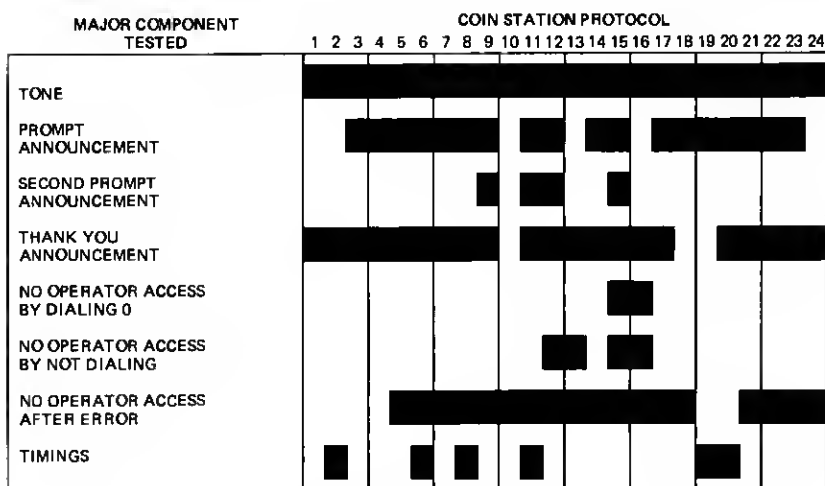 MAJOR COMPONENT
TESTED
COIN STATION PROTOCOL
1 2 3 4 5 6 7 8 9 10 11 12 13 14 15 16 17 18 19 20 21 22 23 24
TONE
PROMPT
ANNOUNCEMENT
SECOND PROMPT
ANNOUNCEMENT
THANK YOU
ANNOUNCEMENT
NO OPERATOR ACCESS
BY DIALING 0
NO OPERATOR ACCESS
BY NOT DIALING
NO OPERATOR ACCESS
AFTER ERROR
TIMINGS